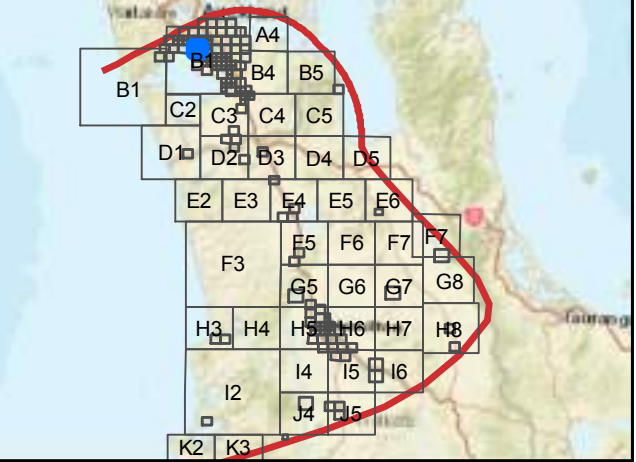 A4
B1 B4 B5
B1
C2 C3 C4 C5
D1 D2 D3 D4 D5
E2 E3 E4 E5 E6
F3 E5 F6 F7 F7
G5 G6 G7 G8
H3 H4 H5 H6 H7 H8
I2 I4 I5 I6
J4 J5
K2 K3